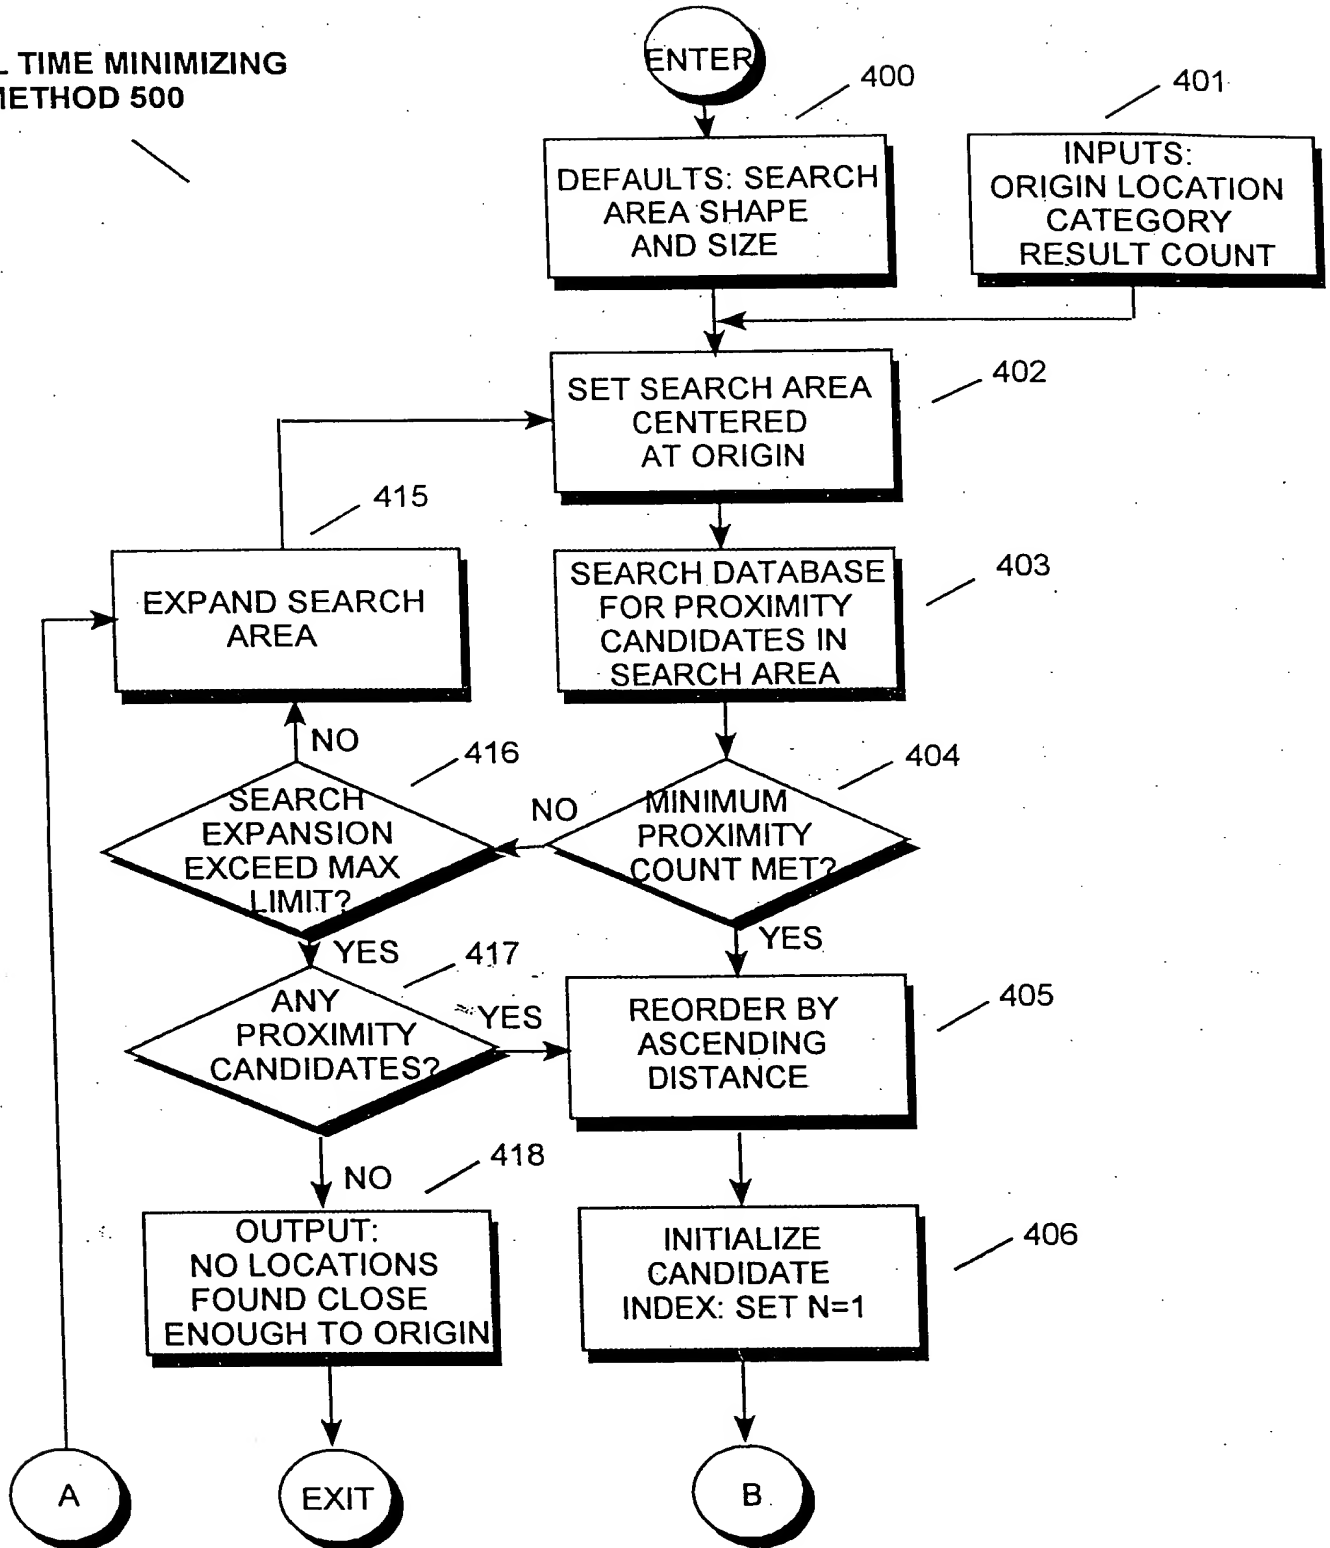 L TIME MINIMIZING
METHOD 500
ENTER
400
401
DEFAULTS: SEARCH
AREA SHAPE
AND SIZE
INPUTS:
ORIGIN LOCATION
CATEGORY
RESULT COUNT
402
SET SEARCH AREA
CENTERED
AT ORIGIN
415
403
EXPAND SEARCH
AREA
SEARCH DATABASE
FOR PROXIMITY
CANDIDATES IN
SEARCH AREA
NO
416
404
SEARCH
EXPANSION
EXCEED MAX
LIMIT?
NO
MINIMUM
PROXIMITY
COUNT MET?
YES
YES
417
405
ANY
PROXIMITY
CANDIDATES?
YES
REORDER BY
ASCENDING
DISTANCE
NO
418
406
OUTPUT:
NO LOCATIONS
FOUND CLOSE
ENOUGH TO ORIGIN
INITIALIZE
CANDIDATE
INDEX: SET N=1
A
EXIT
B